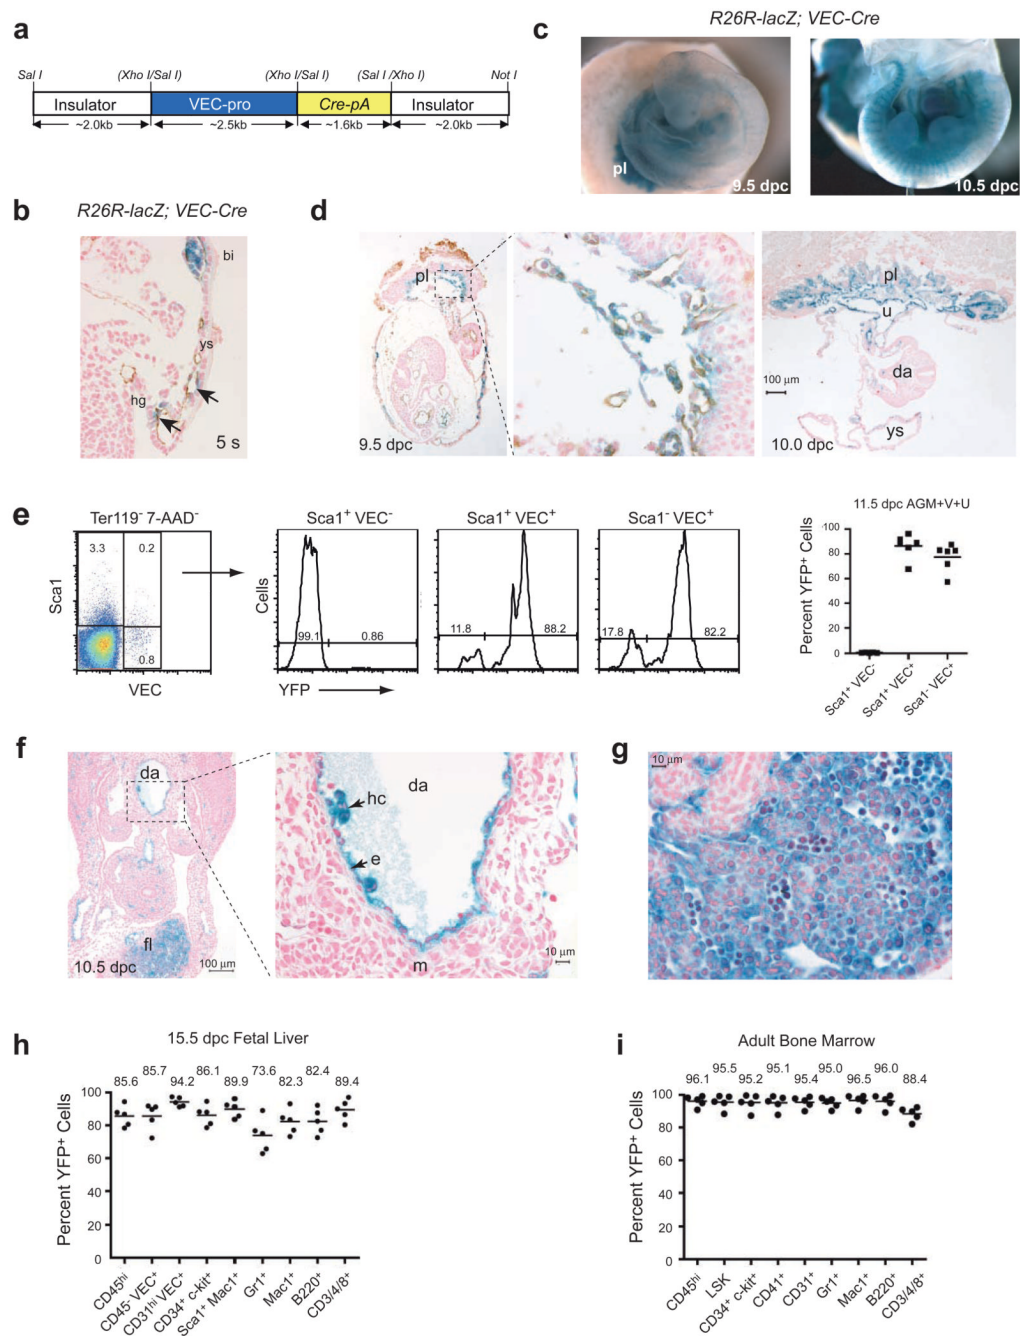 a
Sal I (Xho I/Sal I) (Xho I/Sal I) (Sal I /Xho I) Not I
Insulator VEC-pro Cre-pA Insulator
~2.0kb ~2.5kb ~1.6kb ~2.0kb
c
R26R-lacZ; VEC-Cre
pl
9.5 dpc
10.5 dpc
b
R26R-lacZ; VEC-Cre
bi
ys
hg
5 s
d
pl
9.5 dpc
pl
u
da
100 μm
ys
10.0 dpc
e
Ter119⁻ 7-AAD⁻
3.3 0.2
0.8
Sca1
VEC
Sca1⁺ VEC⁻
99.1 0.86
Cells
YFP
Sca1⁺ VEC⁺
11.8 88.2
Sca1⁻ VEC⁺
17.8 82.2
11.5 dpc AGM+V+U
Percent YFP⁺ Cells
100
80
60
40
20
0
Sca1⁺ VEC⁻
Sca1⁺ VEC⁺
Sca1⁻ VEC⁺
f
da
fl
10.5 dpc
100 μm
da
hc
e
m
10 μm
g
10 μm
h
15.5 dpc Fetal Liver
85.6 85.7 94.2 86.1 89.9 73.6 82.3 82.4 89.4
Percent YFP⁺ Cells
100
80
60
40
20
0
CD45ʰⁱ
CD45⁻ VEC⁺
CD31ʰⁱ VEC⁺
CD34⁺ c-kit⁺
Sca1⁺ Mac1⁺
Gr1⁺
Mac1⁺
B220⁺
CD3/4/8⁺
i
Adult Bone Marrow
96.1 95.5 95.2 95.1 95.4 95.0 96.5 96.0 88.4
Percent YFP⁺ Cells
100
80
60
40
20
0
CD45ʰⁱ
LSK
CD34⁺ c-kit⁺
CD41⁺
CD31⁺
Gr1⁺
Mac1⁺
B220⁺
CD3/4/8⁺